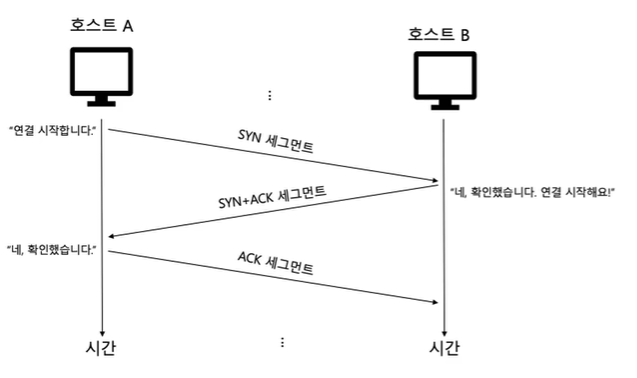 호스트 A
호스트 B
⋮
"연결 시작합니다."
SYN 세그먼트
"네, 확인했습니다. 연결 시작해요!"
SYN+ACK 세그먼트
"네, 확인했습니다."
ACK 세그먼트
시간
⋮
시간